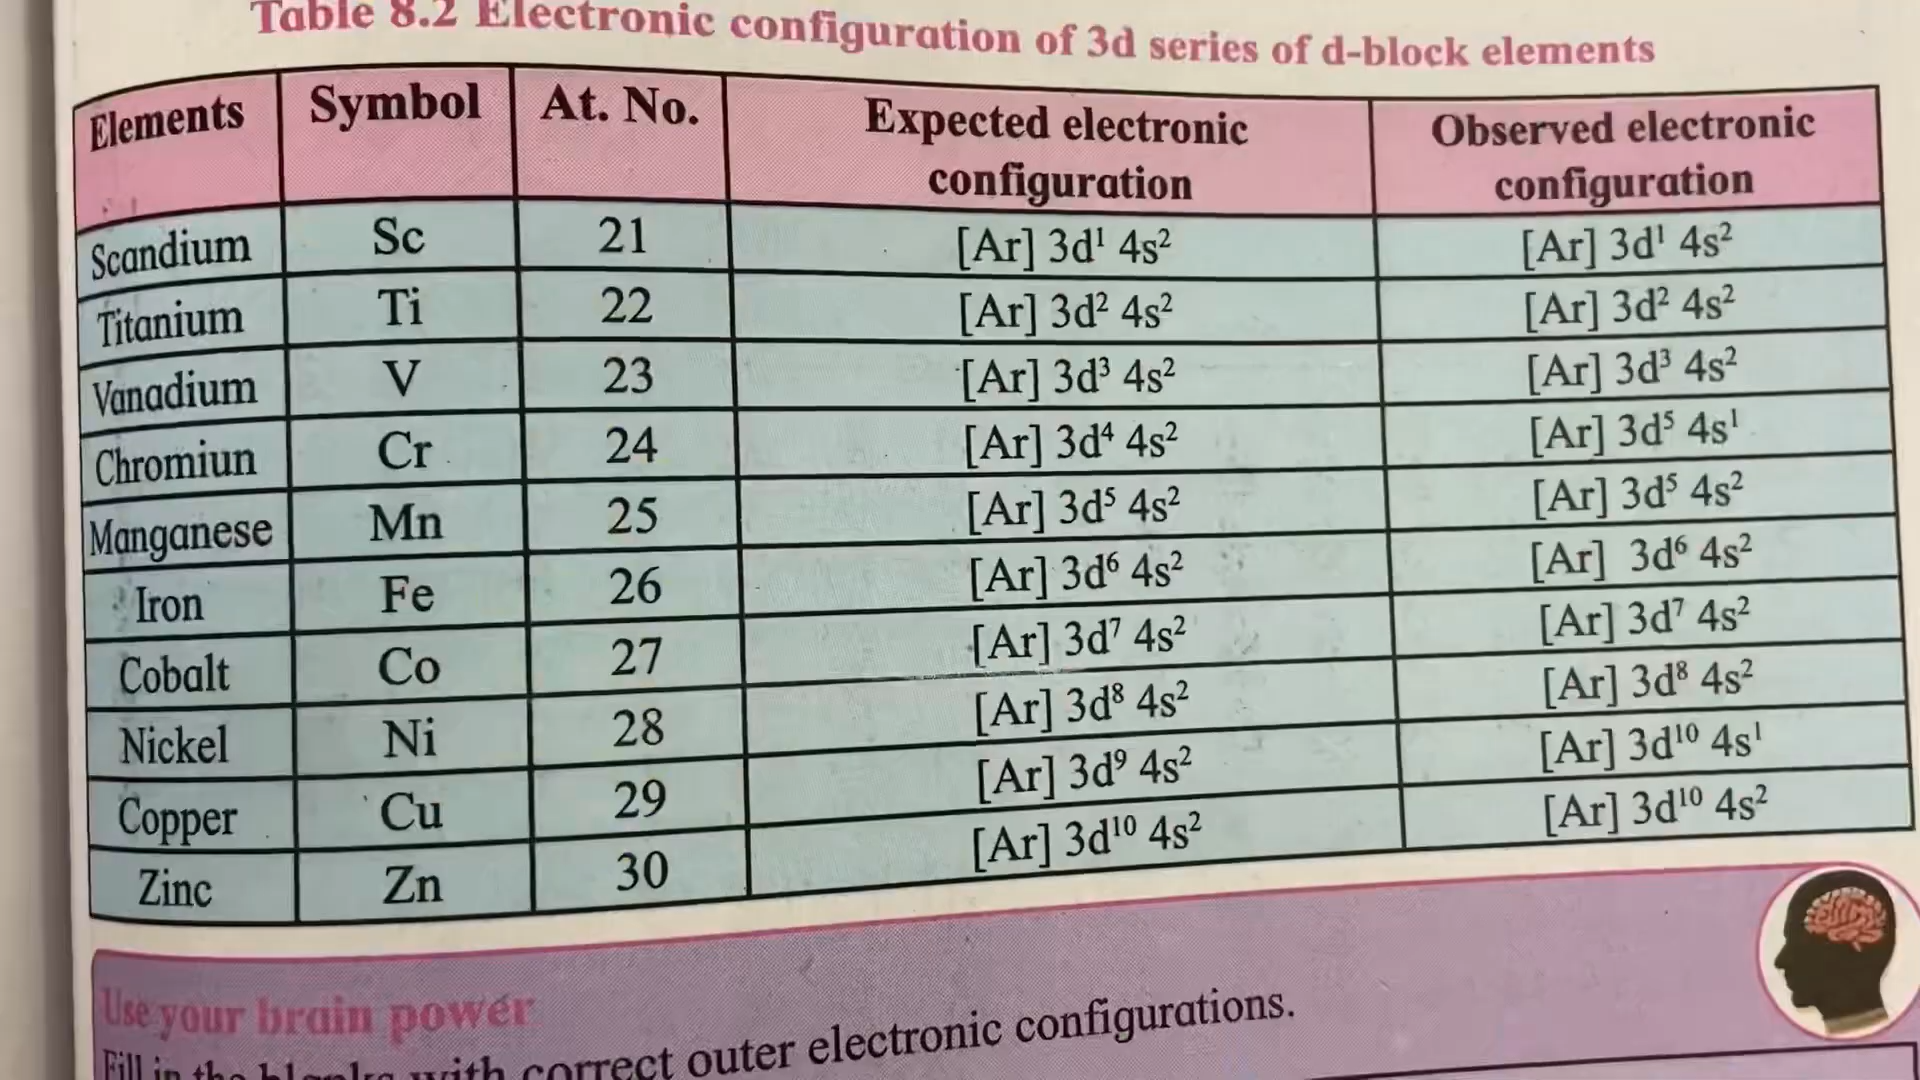 Table 8.2 Electronic configuration of 3d series of d-block elements
Elements Symbol At. No. Expected electronic configuration Observed electronic configuration
Scandium Sc 21 [Ar] 3d¹ 4s² [Ar] 3d¹ 4s²
Titanium Ti 22 [Ar] 3d² 4s² [Ar] 3d² 4s²
Vanadium V 23 [Ar] 3d³ 4s² [Ar] 3d³ 4s²
Chromiun Cr 24 [Ar] 3d⁴ 4s² [Ar] 3d⁵ 4s¹
Manganese Mn 25 [Ar] 3d⁵ 4s² [Ar] 3d⁵ 4s²
Iron Fe 26 [Ar] 3d⁶ 4s² [Ar] 3d⁶ 4s²
Cobalt Co 27 [Ar] 3d⁷ 4s² [Ar] 3d⁷ 4s²
Nickel Ni 28 [Ar] 3d⁸ 4s² [Ar] 3d⁸ 4s²
Copper Cu 29 [Ar] 3d⁹ 4s² [Ar] 3d¹⁰ 4s¹
Zinc Zn 30 [Ar] 3d¹⁰ 4s² [Ar] 3d¹⁰ 4s²
Use your brain power
Fill in the blanks with correct outer electronic configurations.